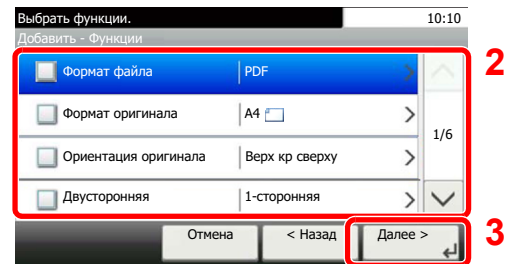 Выбрать функции. 10:10
Добавить - Функции
2
Формат файла PDF
Формат оригинала A4
1/6
Ориентация оригинала Верх кр сверху
Двусторонняя 1-сторонняя
Отмена < Назад Далее > 3